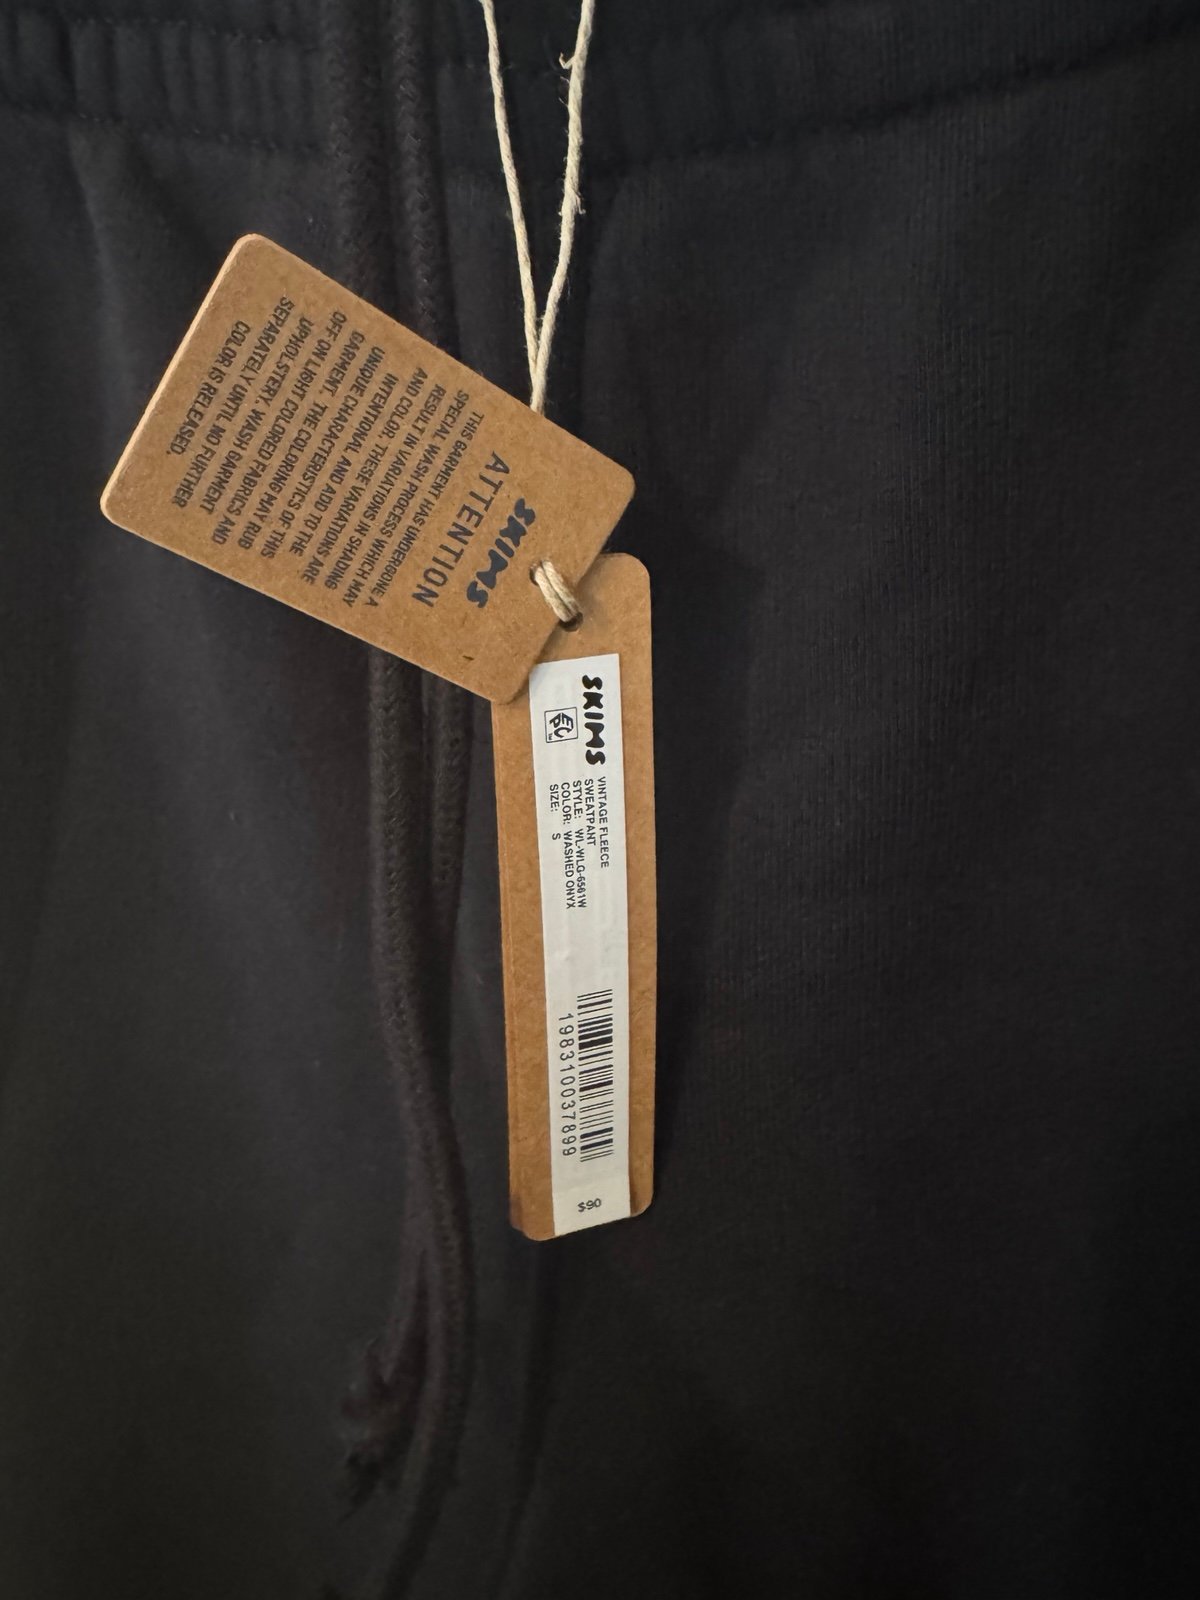 SKIMS
ATTENTION
THIS GARMENT HAS UNDERGONE A
SPECIAL WASH PROCESS WHICH MAY
RESULT IN VARIATIONS IN SHADING
AND COLOR. THESE VARIATIONS ARE
INTENTIONAL AND ADD TO THE
UNIQUE CHARACTERISTICS OF THIS
GARMENT. THE COLORING MAY RUB
OFF ON LIGHT COLORED FABRICS AND
UPHOLSTERY. WASH GARMENT
SEPARATELY UNTIL NO FURTHER
COLOR IS RELEASED.
SKIMS
EPC
TM
VINTAGE FLEECE
SWEATPANT
STYLE: WL-WLG-6561W
COLOR: WASHED ONYX
SIZE: S
198310037899
$90